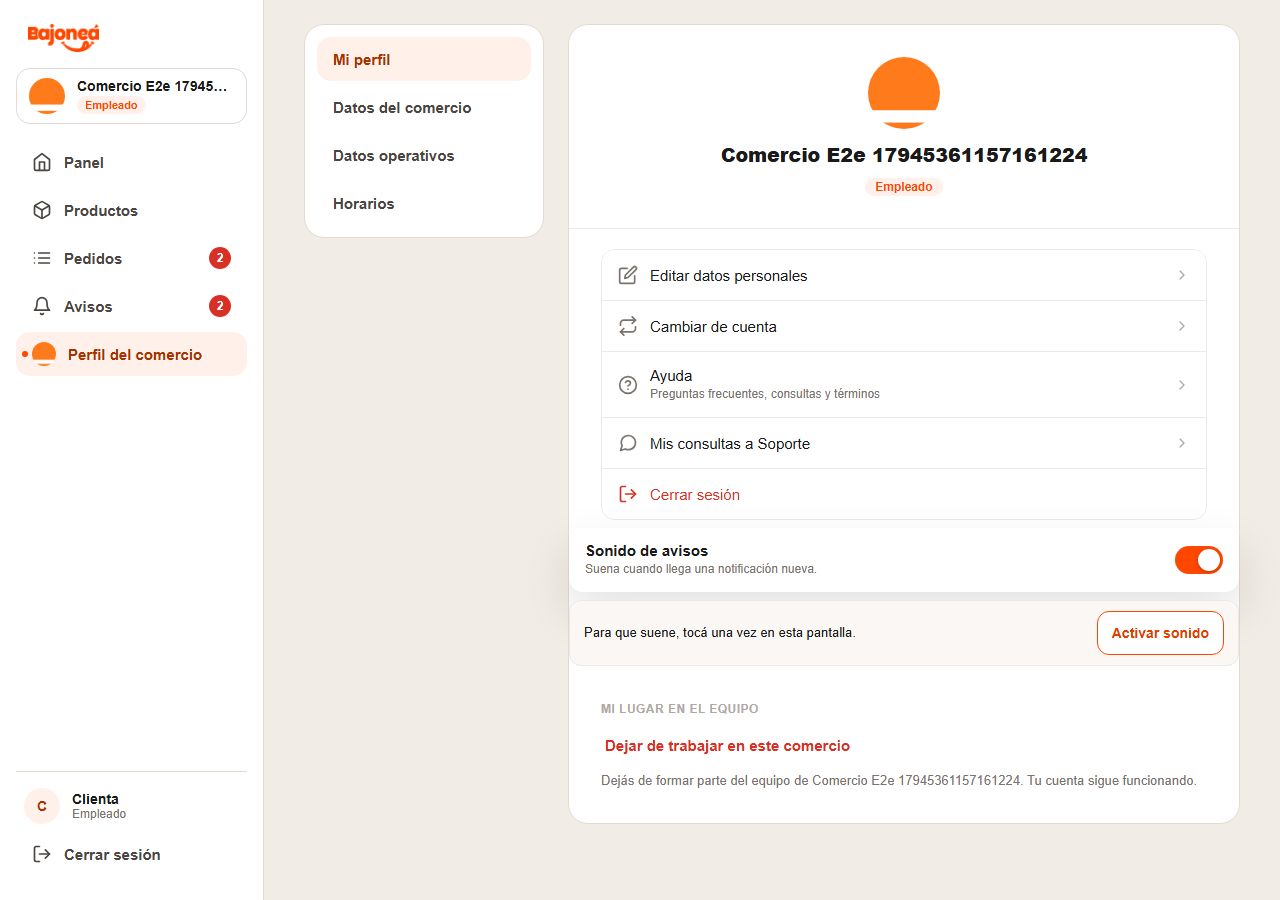 Bajoneá
Comercio E2e 17945…
Empleado
Panel
Productos
Pedidos
2
Avisos
2
Perfil del comercio
C
Clienta
Empleado
Cerrar sesión
Mi perfil
Datos del comercio
Datos operativos
Horarios
Comercio E2e 17945361157161224
Empleado
Editar datos personales
Cambiar de cuenta
Ayuda
Preguntas frecuentes, consultas y términos
Mis consultas a Soporte
Cerrar sesión
Sonido de avisos
Suena cuando llega una notificación nueva.
Para que suene, tocá una vez en esta pantalla.
Activar sonido
MI LUGAR EN EL EQUIPO
Dejar de trabajar en este comercio
Dejás de formar parte del equipo de Comercio E2e 17945361157161224. Tu cuenta sigue funcionando.